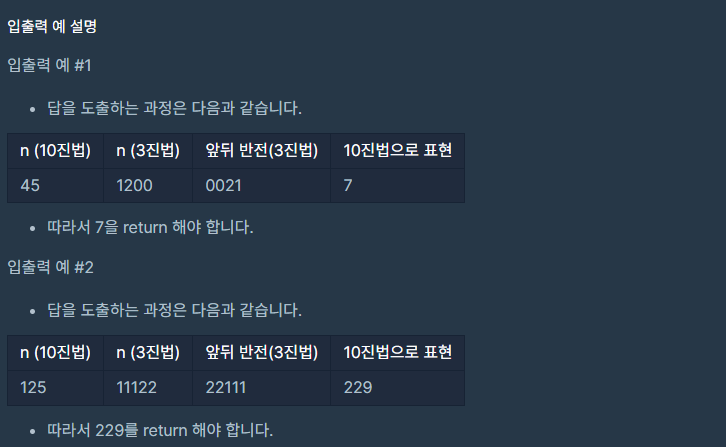 입출력 예 설명
입출력 예 #1
• 답을 도출하는 과정은 다음과 같습니다.
n (10진법) n (3진법) 앞뒤 반전(3진법) 10진법으로 표현
45 1200 0021 7
• 따라서 7을 return 해야 합니다.
입출력 예 #2
• 답을 도출하는 과정은 다음과 같습니다.
n (10진법) n (3진법) 앞뒤 반전(3진법) 10진법으로 표현
125 11122 22111 229
• 따라서 229를 return 해야 합니다.